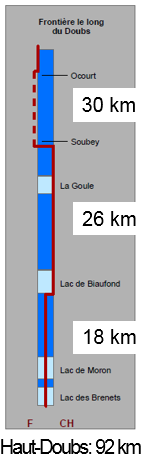 Frontière le long
du Doubs
Ocourt
30 km
Soubey
La Goule
26 km
Lac de Biaufond
18 km
Lac de Moron
Lac des Brenets
F CH
Haut-Doubs: 92 km